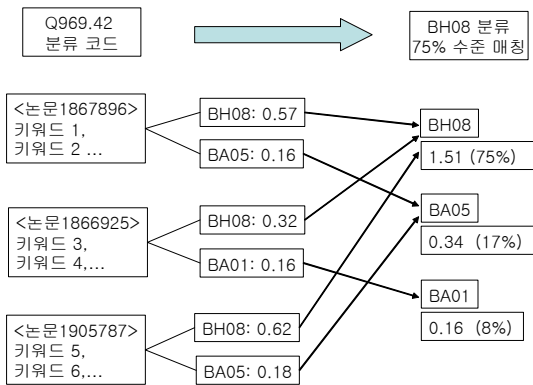 Q969.42
분류 코드
BH08 분류
75% 수준 매칭
<논문1867896>
키워드 1,
키워드 2 ...
BH08: 0.57
BA05: 0.16
<논문1866925>
키워드 3,
키워드 4,...
BH08: 0.32
BA01: 0.16
<논문1905787>
키워드 5,
키워드 6,...
BH08: 0.62
BA05: 0.18
BH08
1.51 (75%)
BA05
0.34 (17%)
BA01
0.16 (8%)